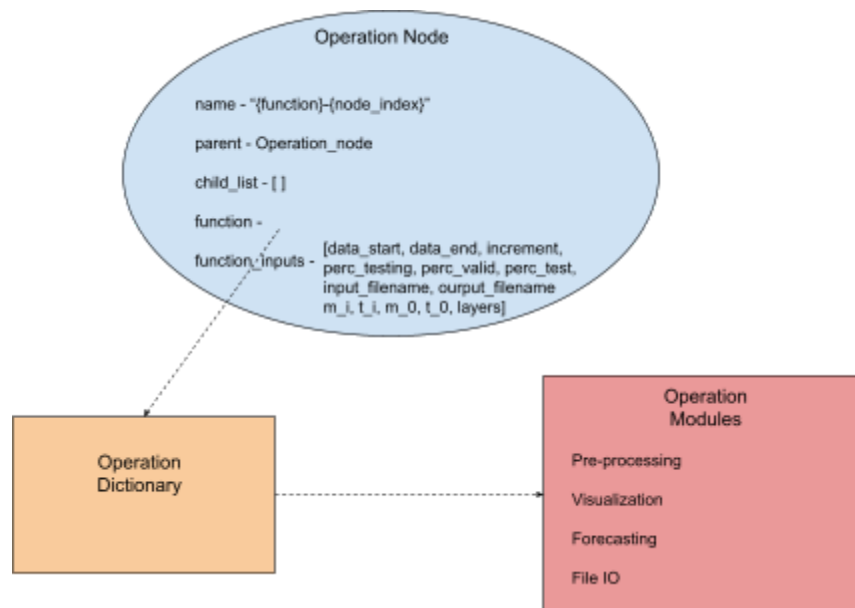 Operation Node
name - "{function}-{node_index}"
parent - Operation_node
child_list - [ ]
function -
function_inputs - [data_start, data_end, increment,
perc_testing, perc_valid, perc_test,
input_filename, ourput_filename
m_i, t_i, m_0, t_0, layers]
Operation
Dictionary
Operation
Modules
Pre-processing
Visualization
Forecasting
File IO